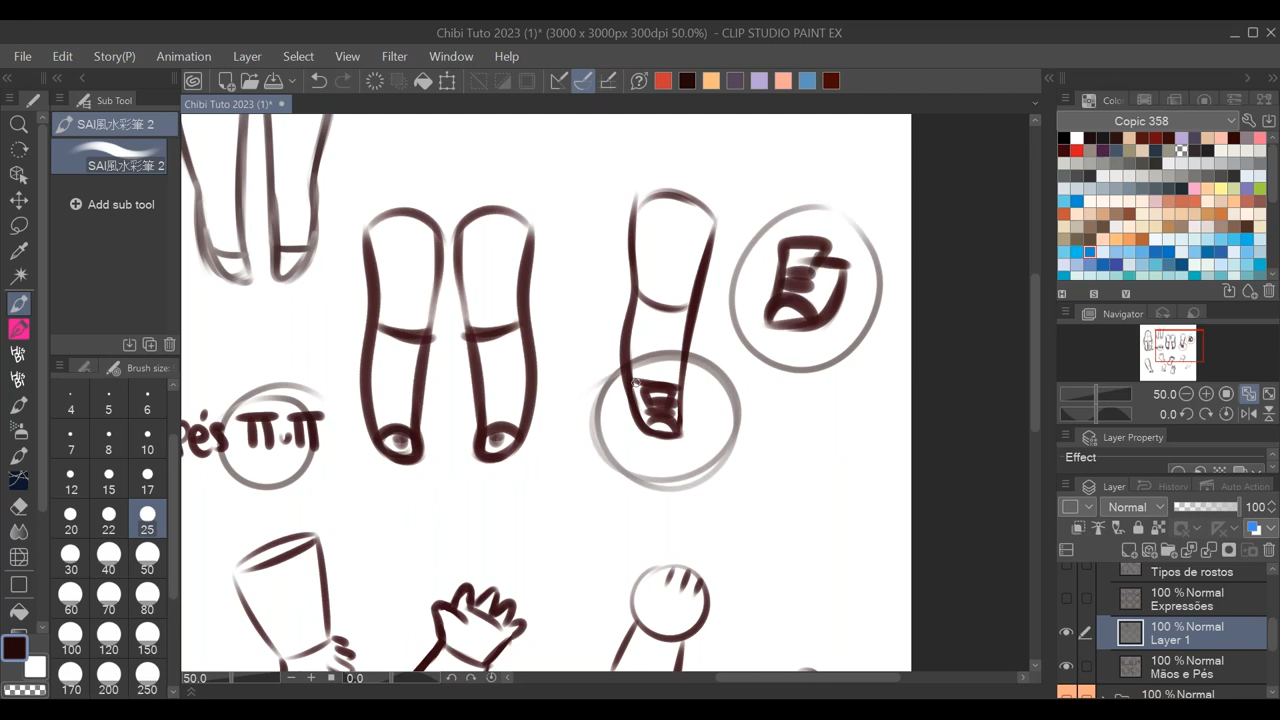 Chibi Tuto 2023 (1)* (3000 x 3000px 300dpi 50.0%) - CLIP STUDIO PAINT EX
File Edit Story(P) Animation Layer Select View Filter Window Help
Sub Tool
Chibi Tuto 2023 (1)*
SAI風水彩筆 2
SAI風水彩筆 2
Add sub tool
Brush size:
4 5 6
7 8 10
12 15 17
20 22 25
30 40 50
60 70 80
100 120 150
170 200 250
pés π.π
50.0
0.0
Copic 358
H S V
Navigator
50.0
0.0
Layer Property
Effect
Layer History Auto Action
Normal 100
Tipos de rostos
100 % Normal
Expressões
100 % Normal
Layer 1
100 % Normal
Mãos e Pés
100 % Normal